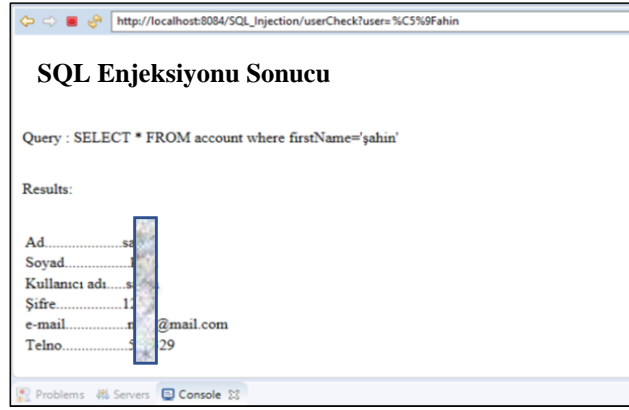 http://localhost:8084/SQL_Injection/userCheck?user=%C5%9Fahin
SQL Enjeksiyonu Sonucu
Query : SELECT * FROM account where firstName='şahin'
Results:
Ad...................
Soyad................
Kullanıcı adı.....
Şifre................
e-mail................@mail.com
Telno.................29
Problems Servers Console